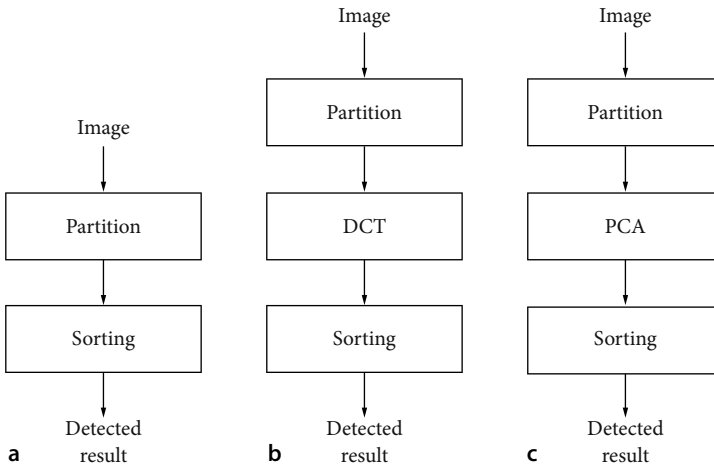 Image
Partition
Sorting
Detected
result
a
Image
Partition
DCT
Sorting
Detected
result
b
Image
Partition
PCA
Sorting
Detected
result
c